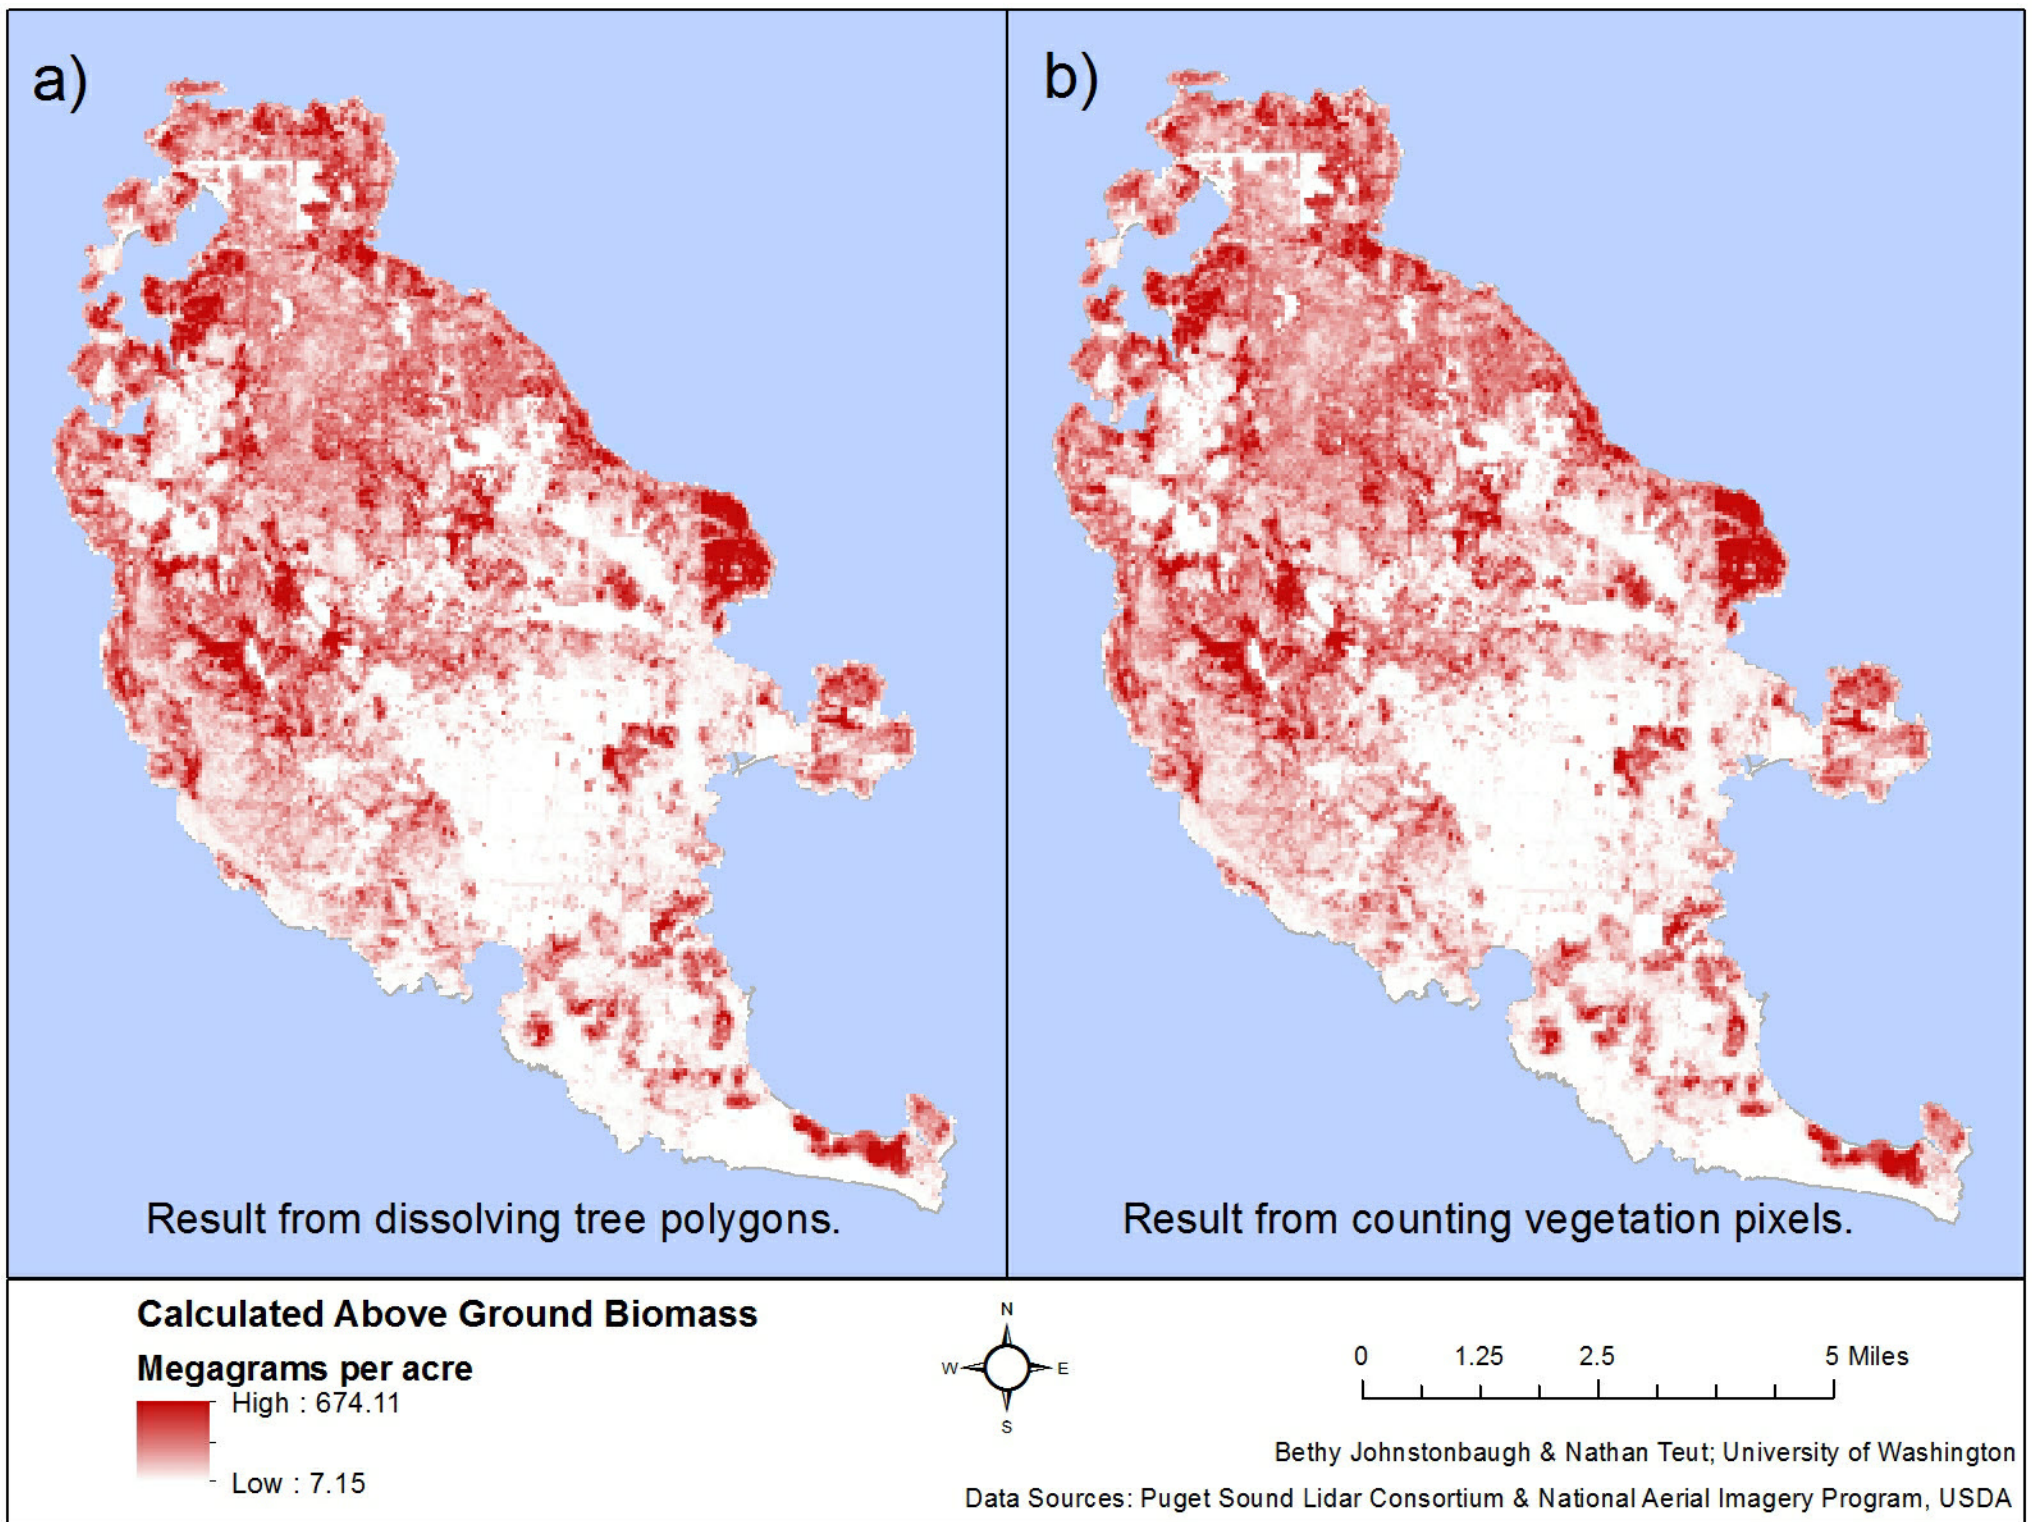 a)
Result from dissolving tree polygons.
b)
Result from counting vegetation pixels.
Calculated Above Ground Biomass
Megagrams per acre
High : 674.11
Low : 7.15
N
W E
S
0 1.25 2.5 5 Miles
Bethy Johnstonbaugh & Nathan Teut; University of Washington
Data Sources: Puget Sound Lidar Consortium & National Aerial Imagery Program, USDA